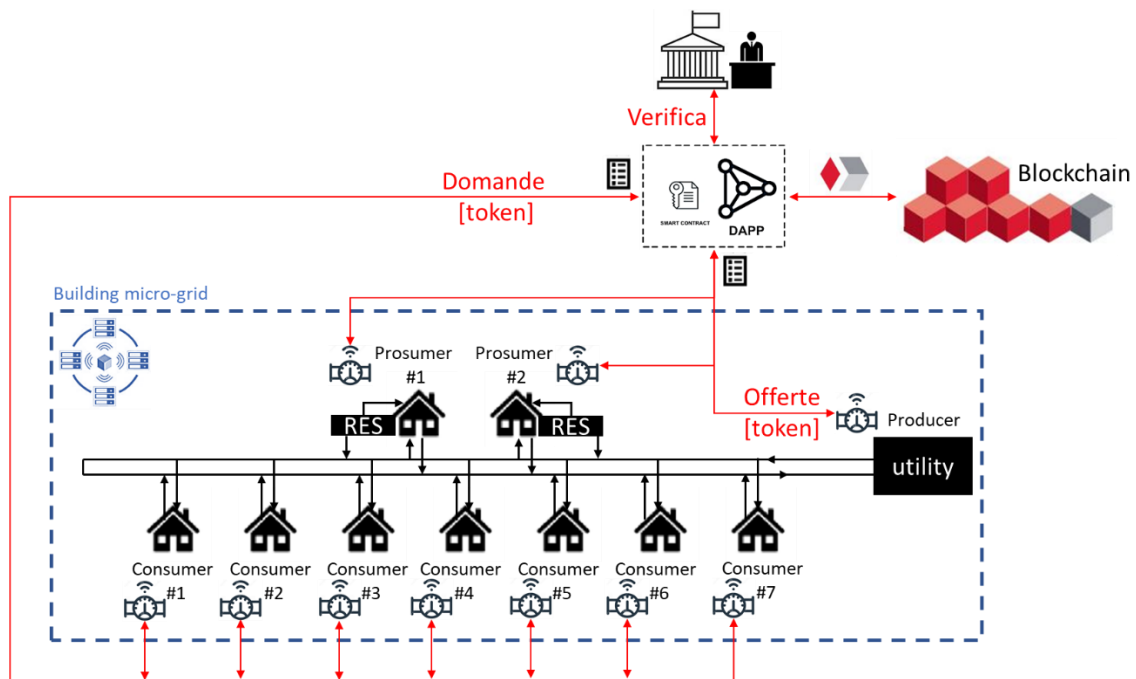 Verifica
Domande
[token]
SMART CONTRACT
DAPP
Blockchain
Building micro-grid
Prosumer
#1
Prosumer
#2
Offerte
[token]
Producer
RES
RES
utility
Consumer
#1
Consumer
#2
Consumer
#3
Consumer
#4
Consumer
#5
Consumer
#6
Consumer
#7